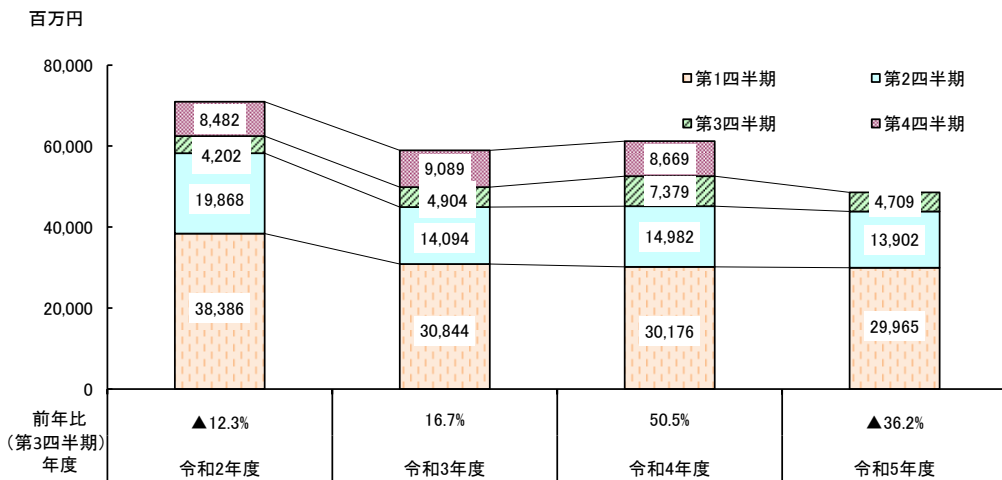 百万円
80,000
60,000
40,000
20,000
0
第1四半期 第2四半期
第3四半期 第4四半期
8,482
4,202
19,868
38,386
9,089
4,904
14,094
30,844
8,669
7,379
14,982
30,176
4,709
13,902
29,965
前年比
(第3四半期)
年度
▲12.3% 16.7% 50.5% ▲36.2%
令和2年度 令和3年度 令和4年度 令和5年度